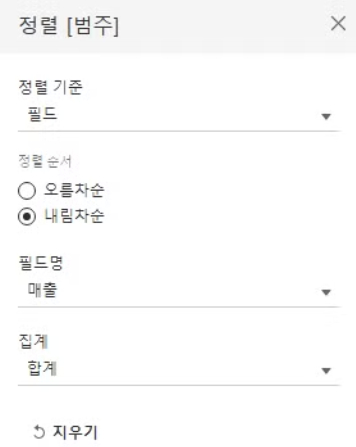 정렬 [범주]
정렬 기준
필드
정렬 순서
오름차순
내림차순
필드명
매출
집계
합계
지우기